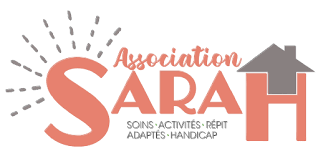 Association
SARAH
SOINS·ACTIVITÉS·RÉPIT
ADAPTÉS·HANDICAP